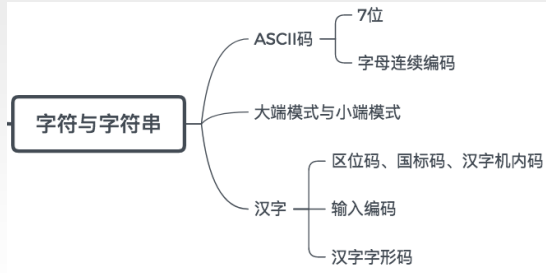 字符与字符串
ASCII码
7位
字母连续编码
大端模式与小端模式
汉字
区位码、国标码、汉字机内码
输入编码
汉字字形码